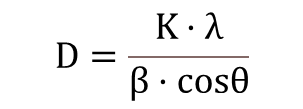 D = K · λ / β · cosθ